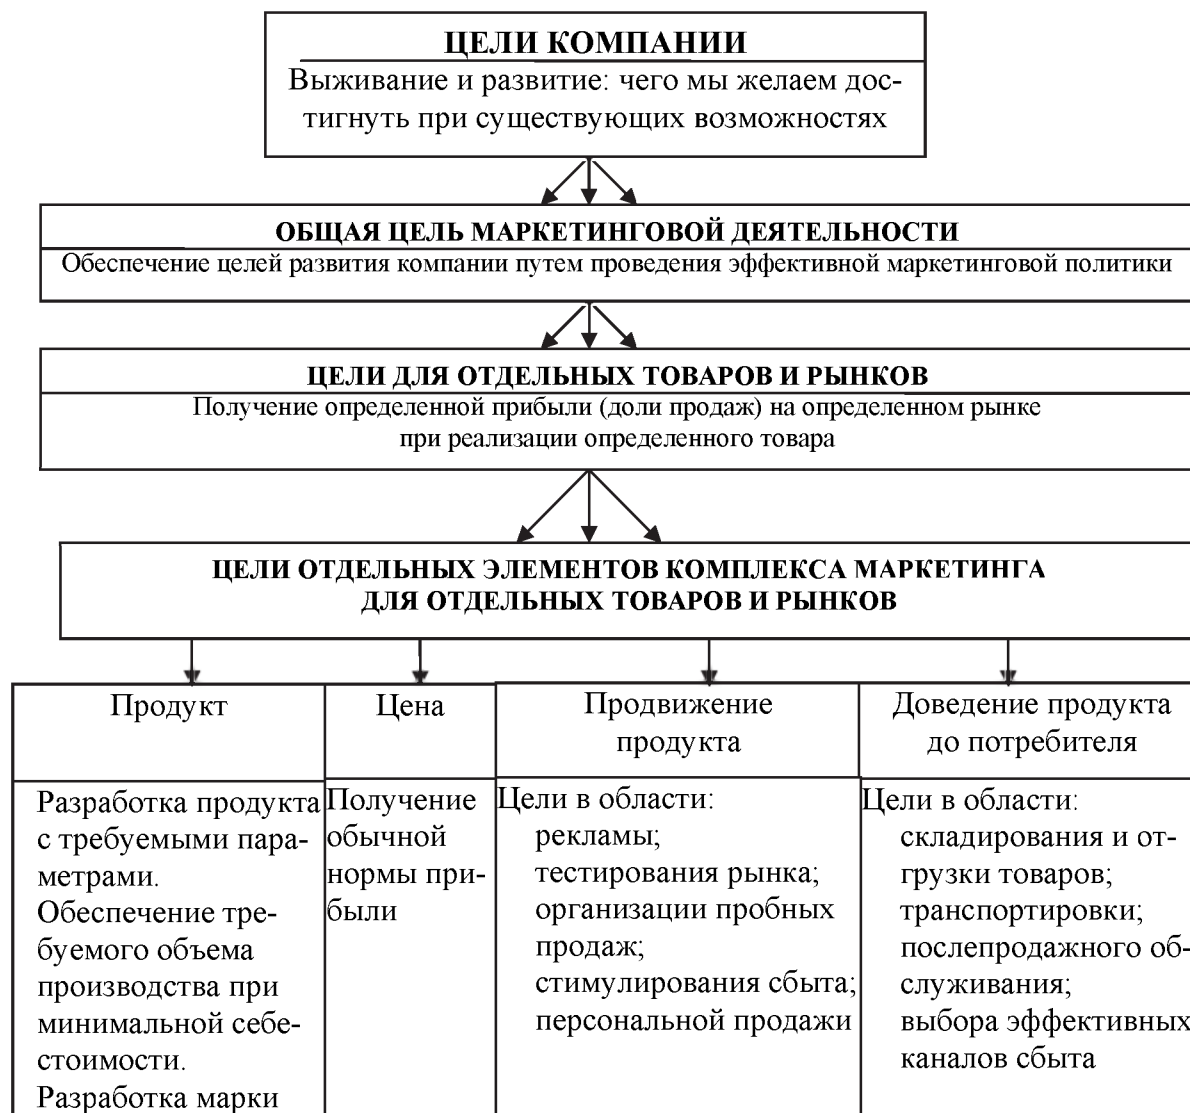 ЦЕЛИ КОМПАНИИ
Выживание и развитие: чего мы желаем дос-
тигнуть при существующих возможностях
ОБЩАЯ ЦЕЛЬ МАРКЕТИНГОВОЙ ДЕЯТЕЛЬНОСТИ
Обеспечение целей развития компании путем проведения эффективной маркетинговой политики
ЦЕЛИ ДЛЯ ОТДЕЛЬНЫХ ТОВАРОВ И РЫНКОВ
Получение определенной прибыли (доли продаж) на определенном рынке
при реализации определенного товара
ЦЕЛИ ОТДЕЛЬНЫХ ЭЛЕМЕНТОВ КОМПЛЕКСА МАРКЕТИНГА
ДЛЯ ОТДЕЛЬНЫХ ТОВАРОВ И РЫНКОВ
Продукт
Разработка продукта
с требуемыми пара-
метрами.
Обеспечение тре-
буемого объема
производства при
минимальной себе-
стоимости.
Разработка марки
Цена
Получение
обычной
нормы при-
были
Продвижение
продукта
Цели в области:
рекламы;
тестирования рынка;
организации пробных
продаж;
стимулирования сбыта;
персональной продажи
Доведение продукта
до потребителя
Цели в области:
складирования и от-
грузки товаров;
транспортировки;
послепродажного об-
служивания;
выбора эффективных
каналов сбыта